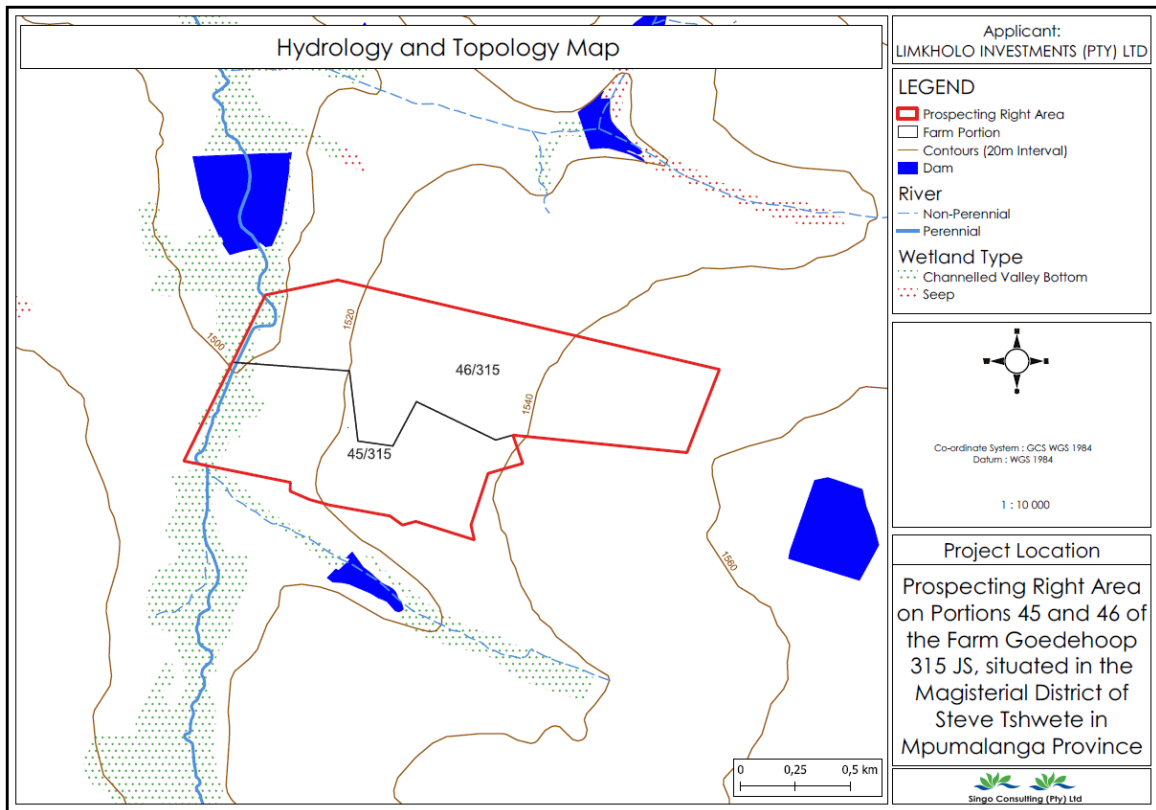 Hydrology and Topology Map
Applicant:
LIMKHOLO INVESTMENTS (PTY) LTD
LEGEND
Prospecting Right Area
Farm Portion
Contours (20m Interval)
Dam
River
Non-Perennial
Perennial
Wetland Type
Channelled Valley Bottom
Seep
1500
1520
46/315
1540
45/315
1560
Co-ordinate System : GCS WGS 1984
Datum : WGS 1984
1 : 10 000
Project Location
Prospecting Right Area
on Portions 45 and 46 of
the Farm Goedehoop
315 JS, situated in the
Magisterial District of
Steve Tshwete in
Mpumalanga Province
0 0,25 0,5 km
Singo Consulting (Pty) Ltd